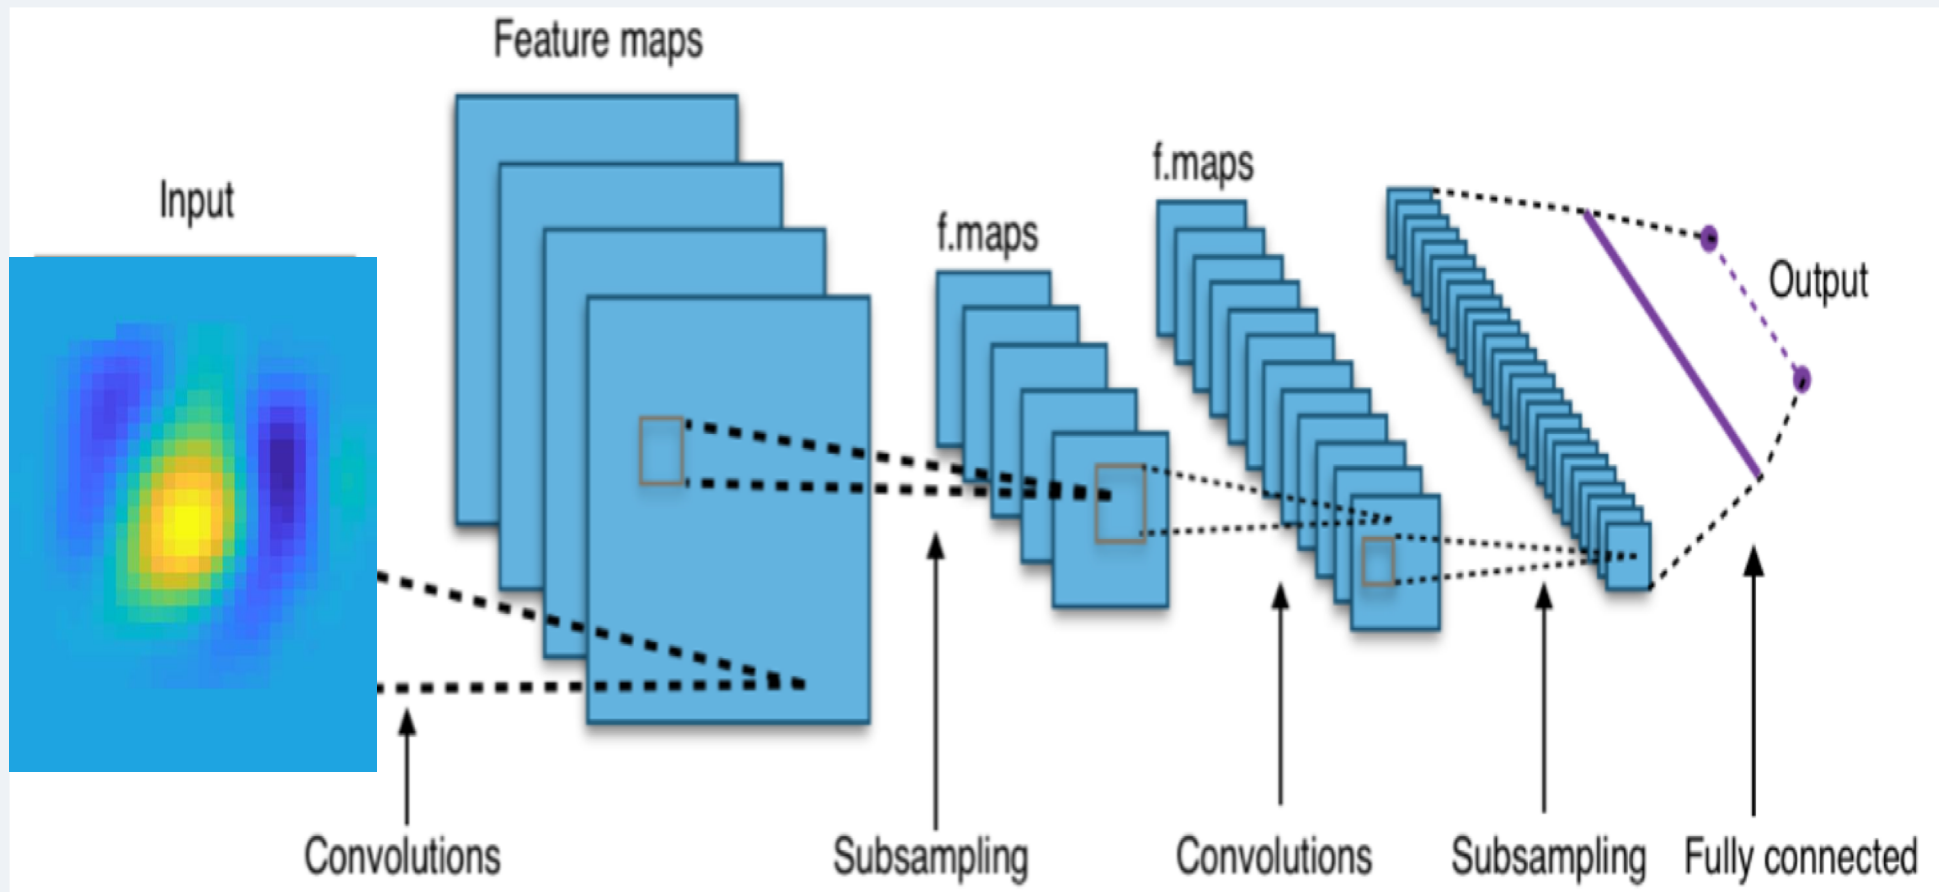 Feature maps
Input
f.maps
f.maps
Output
Convolutions
Subsampling
Convolutions
Subsampling
Fully connected